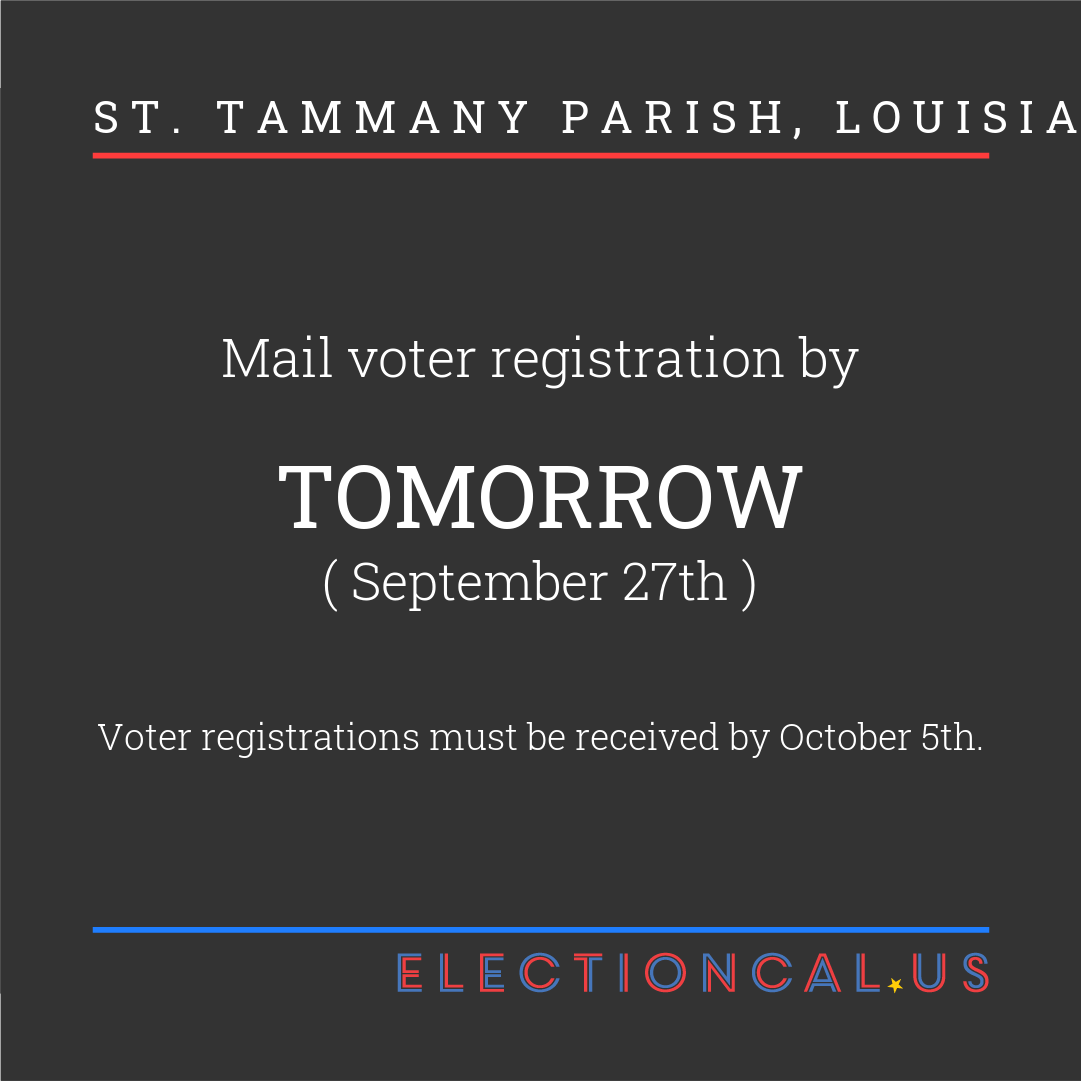 ST. TAMMANY PARISH, LOUISIA
Mail voter registration by
TOMORROW
( September 27th )
Voter registrations must be received by October 5th.
ELECTIONCAL.US